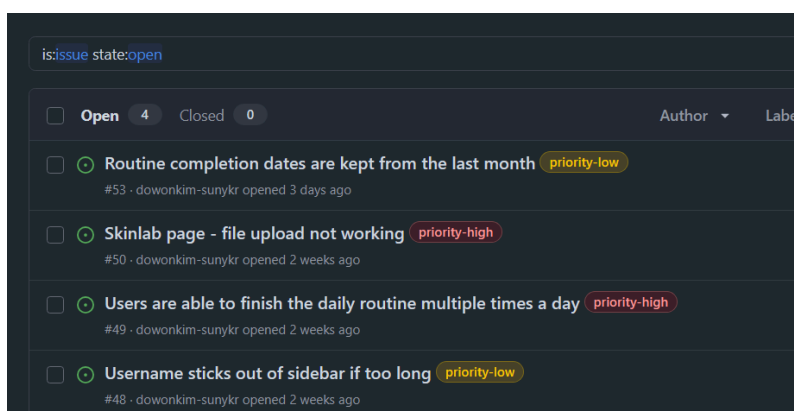 is:issue state:open
Open 4 Closed 0 Author
Routine completion dates are kept from the last month priority-low
#53 · dowonkim-sunykr opened 3 days ago
Skinlab page - file upload not working priority-high
#50 · dowonkim-sunykr opened 2 weeks ago
Users are able to finish the daily routine multiple times a day priority-high
#49 · dowonkim-sunykr opened 2 weeks ago
Username sticks out of sidebar if too long priority-low
#48 · dowonkim-sunykr opened 2 weeks ago